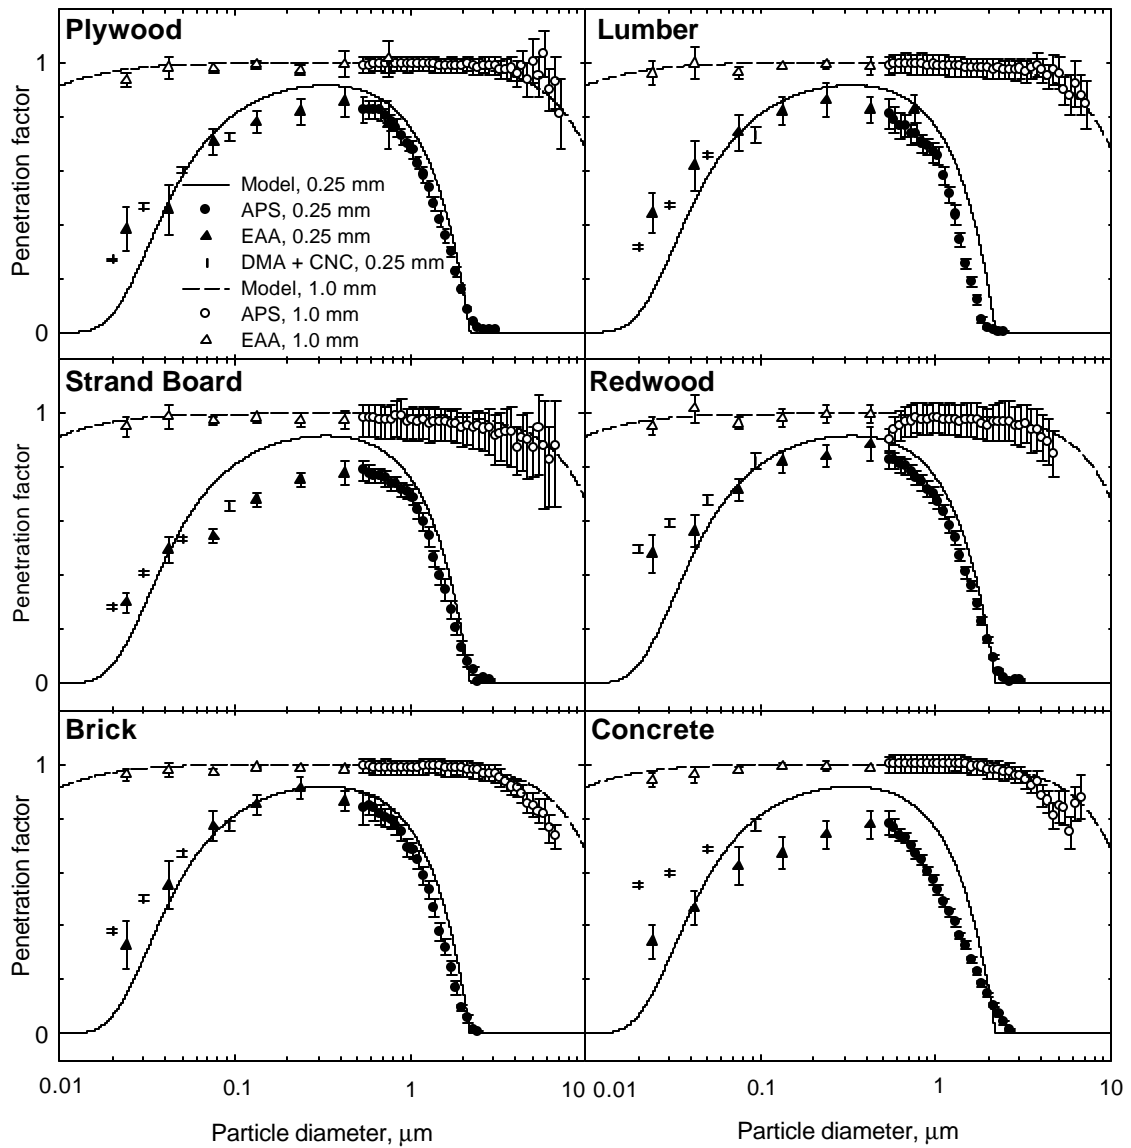 Plywood
Lumber
Penetration factor
1
0
Model, 0.25 mm
APS, 0.25 mm
EAA, 0.25 mm
DMA + CNC, 0.25 mm
Model, 1.0 mm
APS, 1.0 mm
EAA, 1.0 mm
Strand Board
Redwood
Penetration factor
1
0
Brick
Concrete
Penetration factor
1
0
0.01 0.1 1 10 0.01 0.1 1 10
Particle diameter, μm Particle diameter, μm